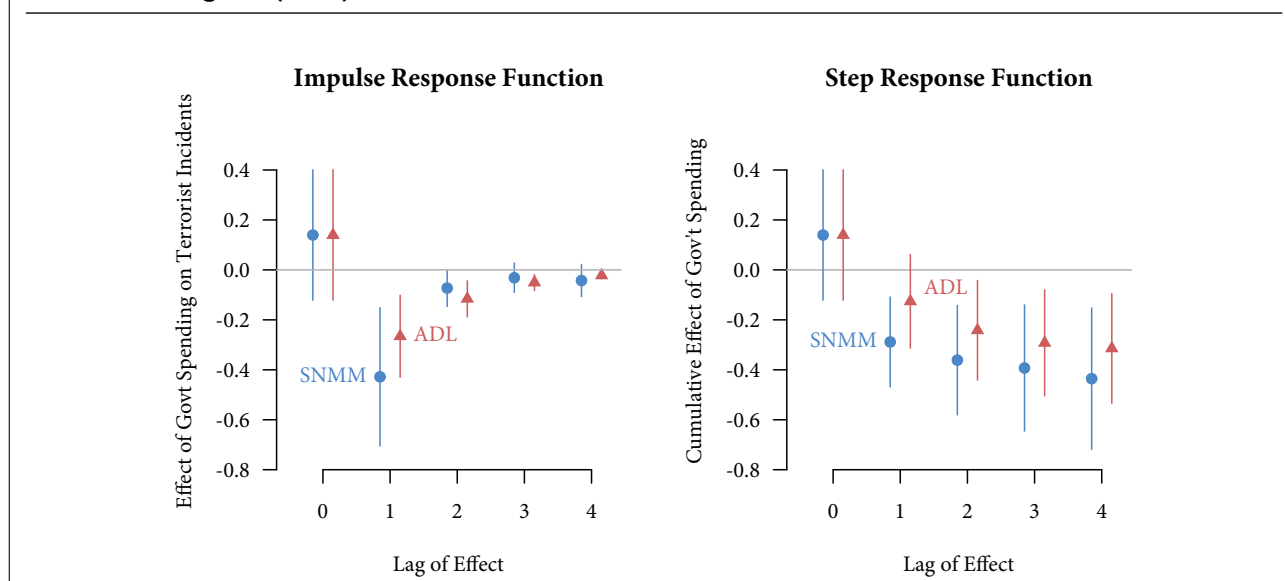 Impulse Response Function
Effect of Govt Spending on Terrorist Incidents
0.4
0.2
0.0
-0.2
-0.4
-0.6
-0.8
ADL
SNMM
0 1 2 3 4
Lag of Effect
Step Response Function
Cumulative Effect of Gov't Spending
0.4
0.2
0.0
-0.2
-0.4
-0.6
-0.8
ADL
SNMM
0 1 2 3 4
Lag of Effect